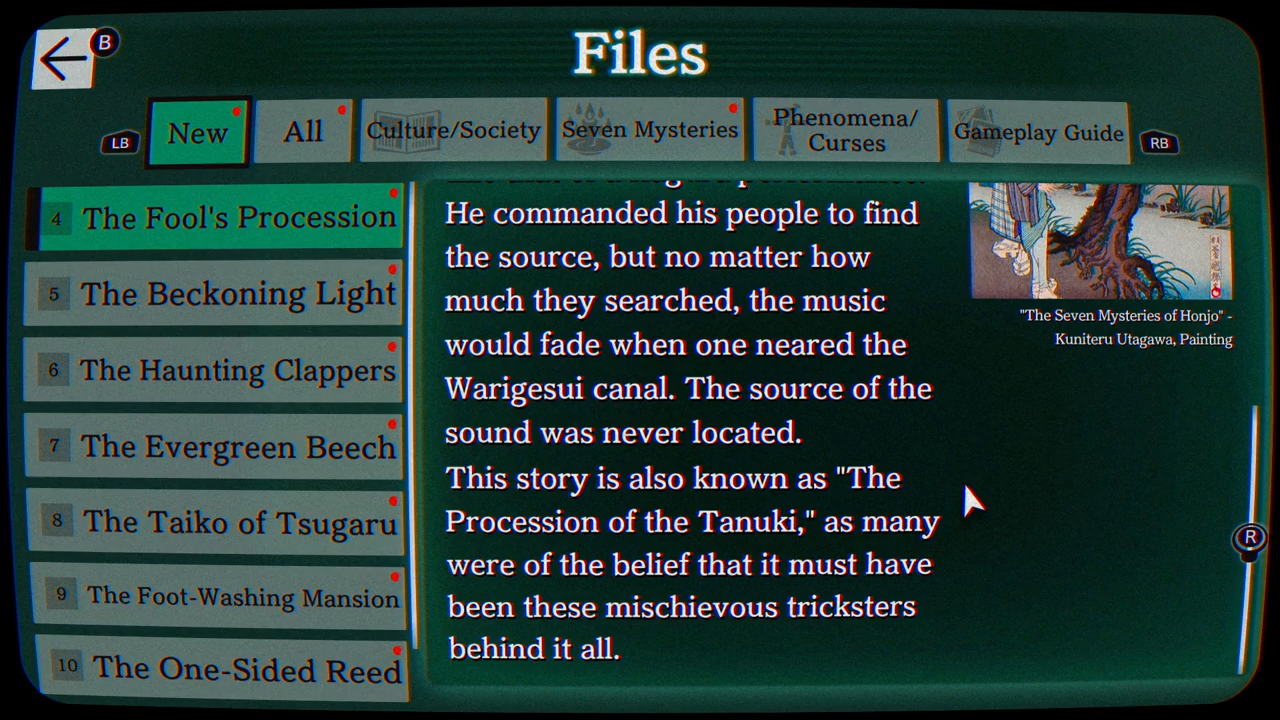 B
Files
LB
New
All
Culture/Society
Seven Mysteries
Phenomena/
Curses
Gameplay Guide
RB
4 The Fool's Procession
5 The Beckoning Light
6 The Haunting Clappers
7 The Evergreen Beech
8 The Taiko of Tsugaru
9 The Foot-Washing Mansion
10 The One-Sided Reed
He commanded his people to find
the source, but no matter how
much they searched, the music
would fade when one neared the
Warigesui canal. The source of the
sound was never located.
This story is also known as "The
Procession of the Tanuki," as many
were of the belief that it must have
been these mischievous tricksters
behind it all.
"The Seven Mysteries of Honjo" -
Kuniteru Utagawa, Painting
R